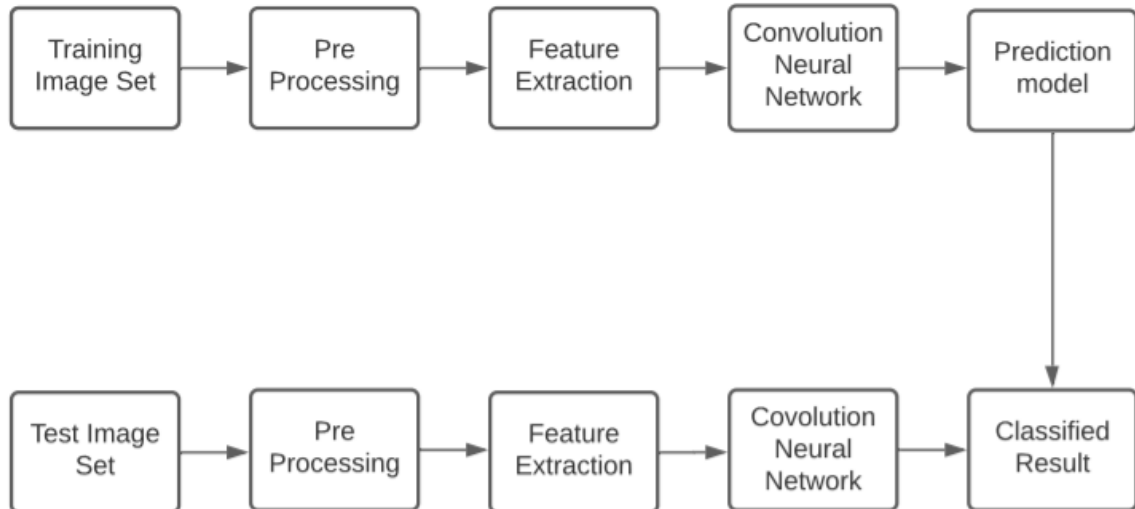 Training
Image Set
Pre
Processing
Feature
Extraction
Convolution
Neural
Network
Prediction
model
Test Image
Set
Pre
Processing
Feature
Extraction
Covolution
Neural
Network
Classified
Result